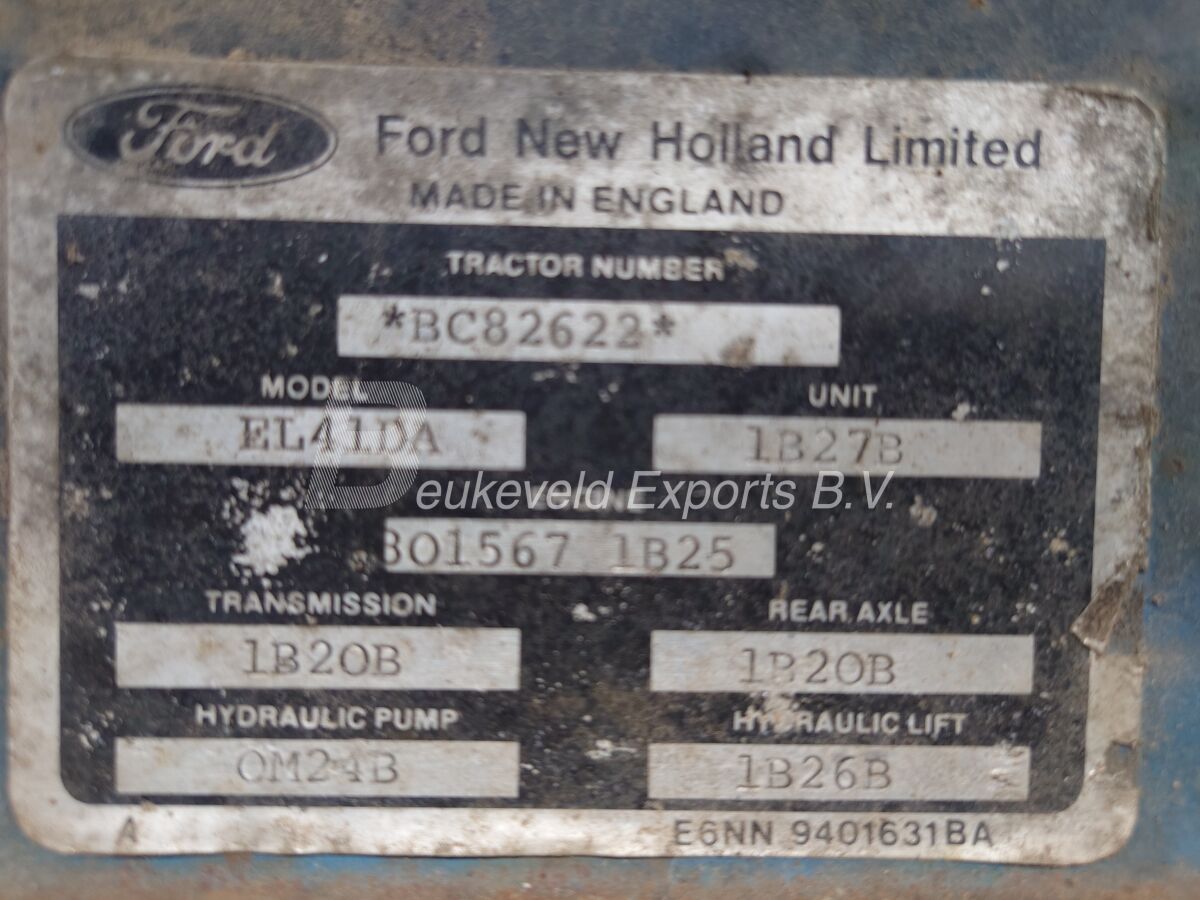 Ford Ford New Holland Limited
MADE IN ENGLAND
TRACTOR NUMBER
*BC82622*
MODEL UNIT
EL41DA 1B27B
Beukeveld Exports B.V.
BO1567 1B25
TRANSMISSION REAR AXLE
1B20B 1B20B
HYDRAULIC PUMP HYDRAULIC LIFT
OM24B 1B26B
A E6NN 9401631BA